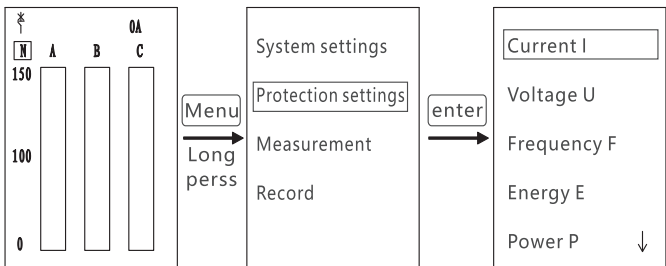 0A
N A B C
150
100
0
Menu
Long
perss
System settings
Protection settings
Measurement
Record
enter
Current I
Voltage U
Frequency F
Energy E
Power P ↓